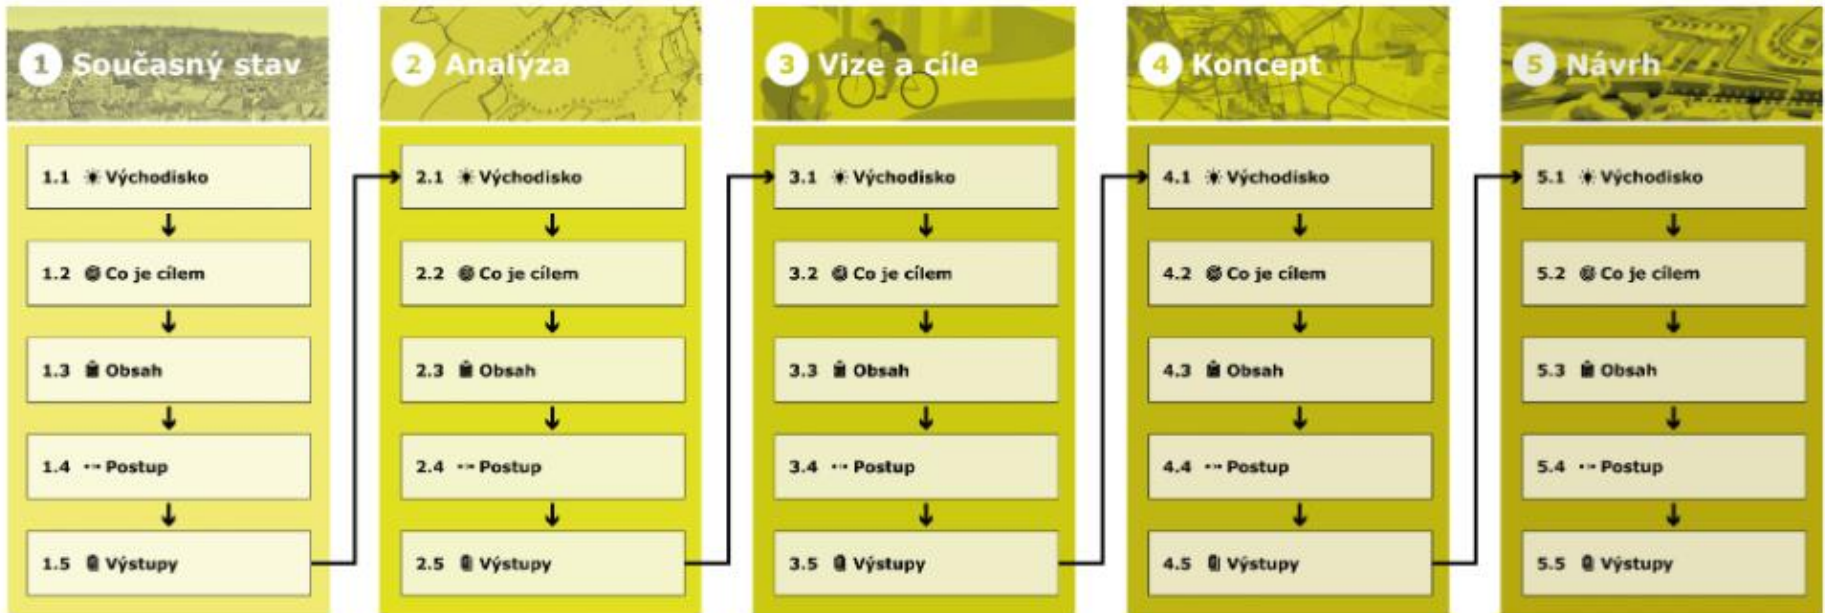 1 Současný stav
1.1 Východisko
1.2 Co je cílem
1.3 Obsah
1.4 Postup
1.5 Výstupy
2 Analýza
2.1 Východisko
2.2 Co je cílem
2.3 Obsah
2.4 Postup
2.5 Výstupy
3 Vize a cíle
3.1 Východisko
3.2 Co je cílem
3.3 Obsah
3.4 Postup
3.5 Výstupy
4 Koncept
4.1 Východisko
4.2 Co je cílem
4.3 Obsah
4.4 Postup
4.5 Výstupy
5 Návrh
5.1 Východisko
5.2 Co je cílem
5.3 Obsah
5.4 Postup
5.5 Výstupy